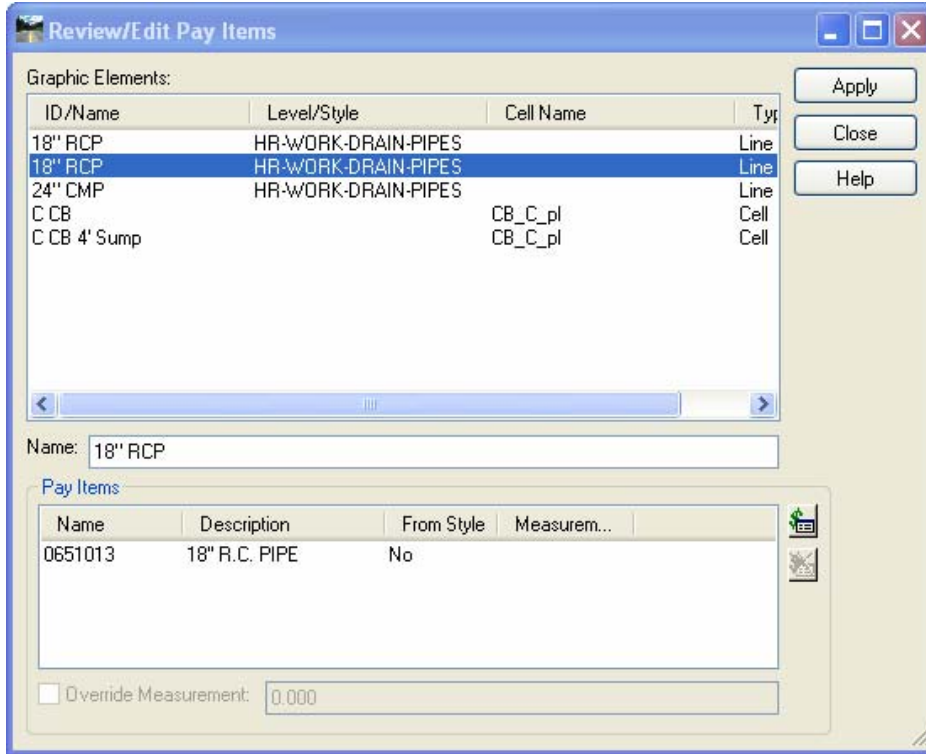 Review/Edit Pay Items
Graphic Elements:
ID/Name Level/Style Cell Name Typ
18" RCP HR-WORK-DRAIN-PIPES Line
18" RCP HR-WORK-DRAIN-PIPES Line
24" CMP HR-WORK-DRAIN-PIPES Line
C CB CB_C_pl Cell
C CB 4' Sump CB_C_pl Cell
Apply
Close
Help
Name: 18" RCP
Pay Items
Name Description From Style Measurem...
0651013 18" R.C. PIPE No
Override Measurement: 0.000